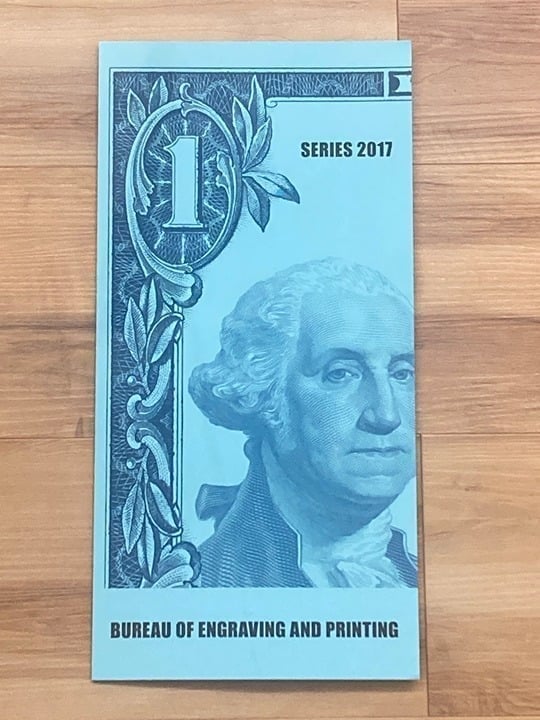 1
SERIES 2017
BUREAU OF ENGRAVING AND PRINTING